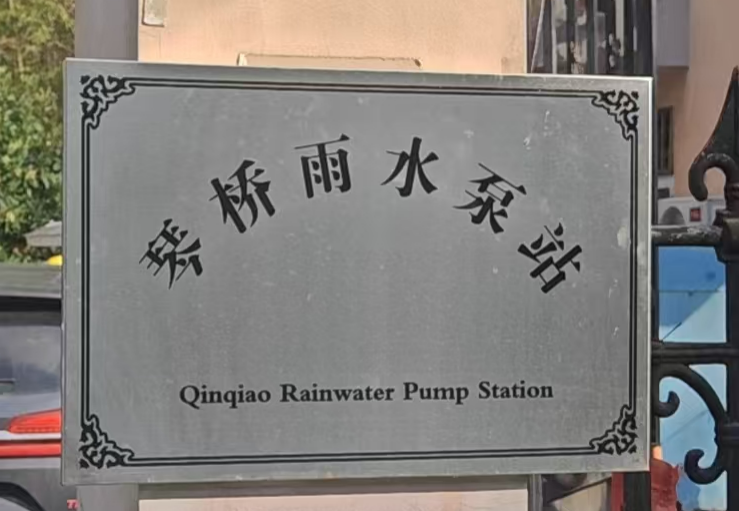 琴桥雨水泵站
Qinqiao Rainwater Pump Station